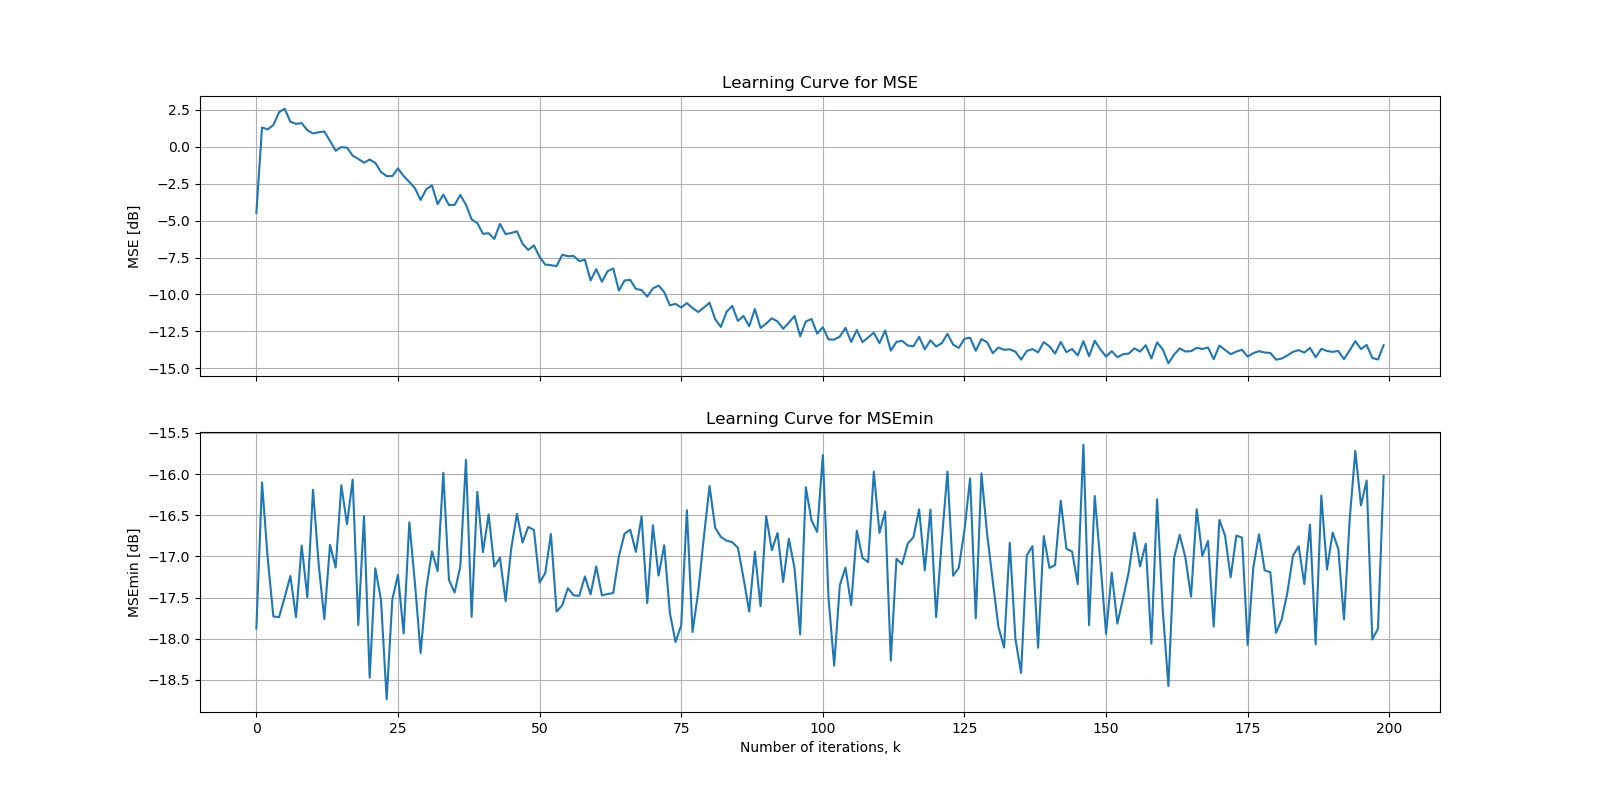 Learning Curve for MSE
MSE [dB]
2.5
0.0
−2.5
−5.0
−7.5
−10.0
−12.5
−15.0
Learning Curve for MSEmin
MSEmin [dB]
−15.5
−16.0
−16.5
−17.0
−17.5
−18.0
−18.5
0 25 50 75 100 125 150 175 200
Number of iterations, k